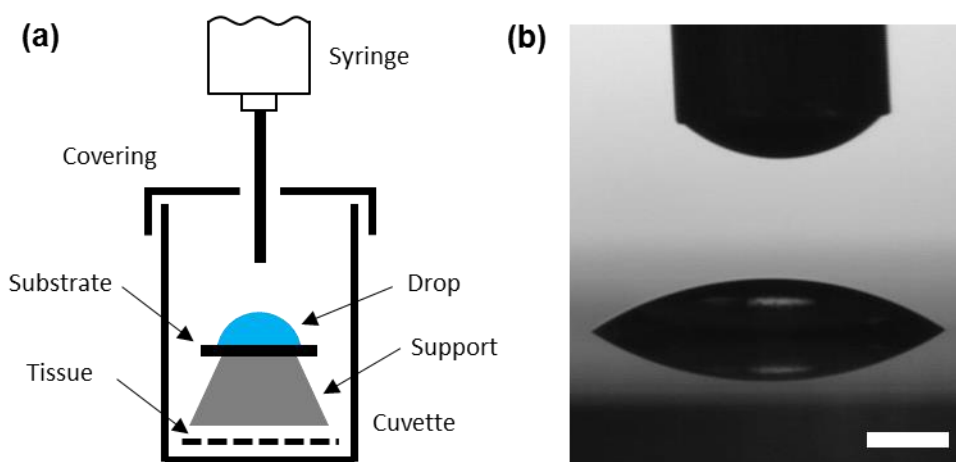 (a)
Syringe
Covering
Substrate
Drop
Support
Tissue
Cuvette
(b)